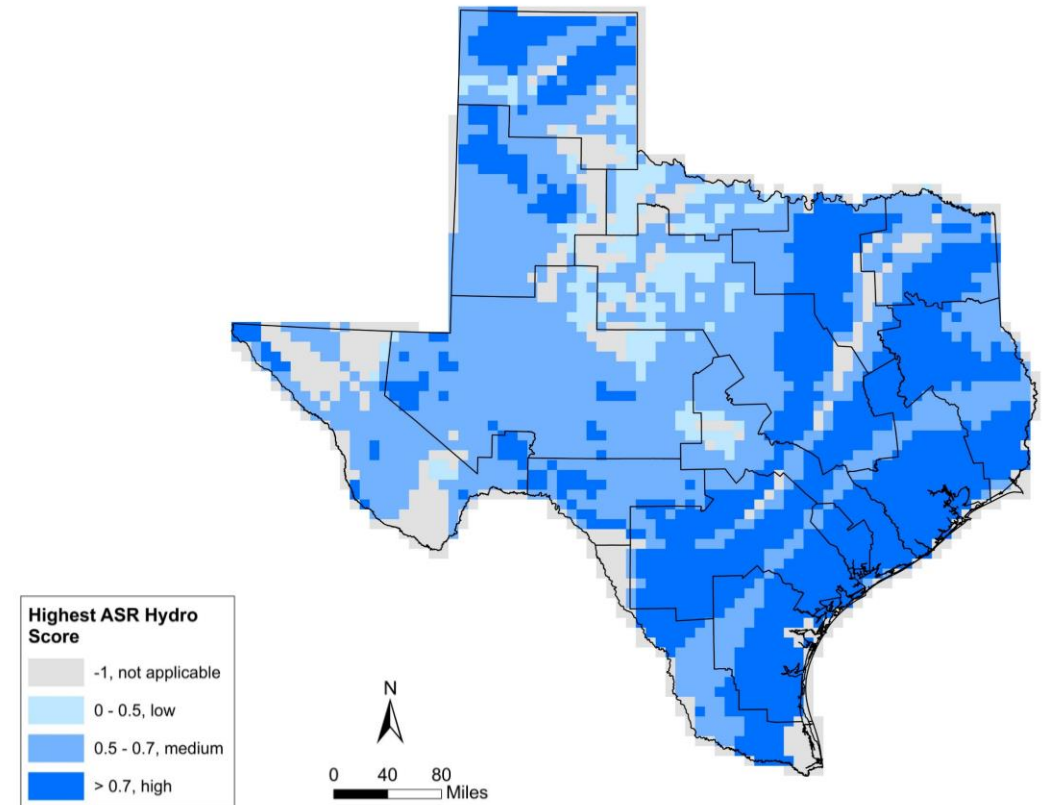 Highest ASR Hydro
Score
-1, not applicable
0 - 0.5, low
0.5 - 0.7, medium
> 0.7, high
N
0 40 80
Miles